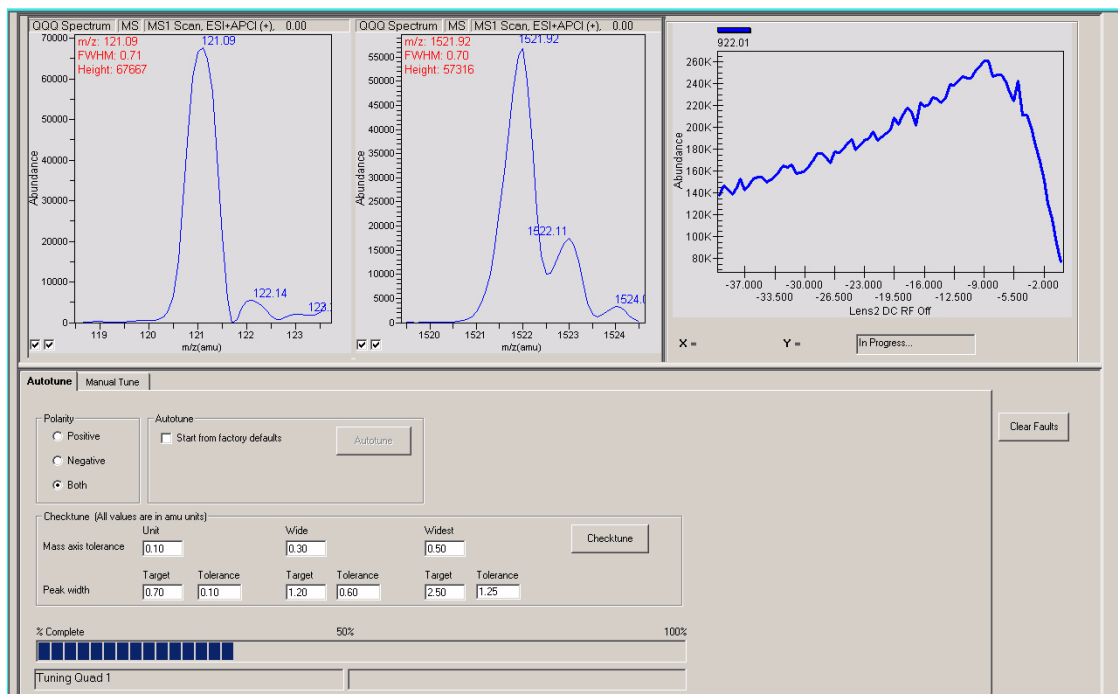 QQQ Spectrum MS MS1 Scan, ESI+APCI (+), 0.00
m/z: 121.09
FWHM: 0.71
Height: 67667
121.09
122.14
70000
60000
50000
40000
30000
20000
10000
0
Abundance
119 120 121 122 123
m/z(amu)
QQQ Spectrum MS MS1 Scan, ESI+APCI (+), 0.00
m/z: 1521.92
FWHM: 0.70
Height: 57316
1521.92
1522.11
55000
50000
45000
40000
35000
30000
25000
20000
15000
10000
5000
0
Abundance
1520 1521 1522 1523 1524
m/z(amu)
922.01
260K
240K
220K
200K
180K
160K
140K
120K
100K
80K
Abundance
-37.000 -30.000 -23.000 -16.000 -9.000 -2.000
-33.500 -26.500 -19.500 -12.500 -5.500
Lens2 DC RF Off
X = Y = In Progress...
Autotune Manual Tune
Polarity
Positive
Negative
Both
Autotune
Start from factory defaults
Autotune
Clear Faults
Checktune (All values are in amu units)
Unit Wide Widest
Mass axis tolerance 0.10 0.30 0.50
Checktune
Target Tolerance Target Tolerance Target Tolerance
Peak width 0.70 0.10 1.20 0.60 2.50 1.25
% Complete 50% 100%
Tuning Quad 1